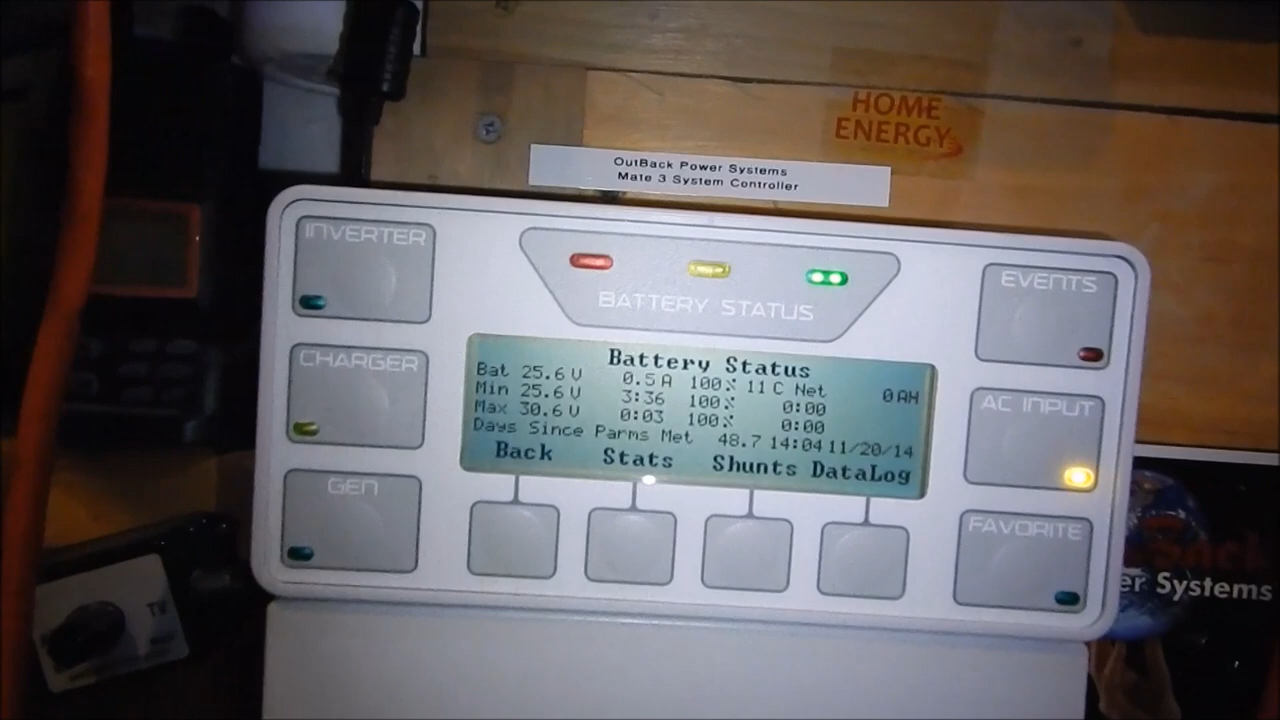 HOME
ENERGY
OutBack Power Systems
Mate 3 System Controller
INVERTER
BATTERY STATUS
EVENTS
CHARGER
AC INPUT
GEN
FAVORITE
Battery Status
Bat 25.6 V 0.5 A 100% 11 C Net 0 AH
Min 25.6 V 3:36 100% 0:00
Max 30.6 V 0:03 100% 0:00
Days Since Parms Met 48.7 14:04 11/20/14
Back Stats Shunts DataLog
TV
Back
er Systems